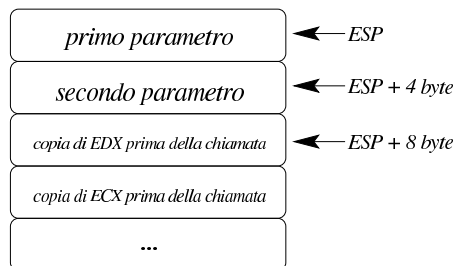 primo parametro
ESP
secondo parametro
ESP + 4 byte
copia di EDX prima della chiamata
ESP + 8 byte
copia di ECX prima della chiamata
...